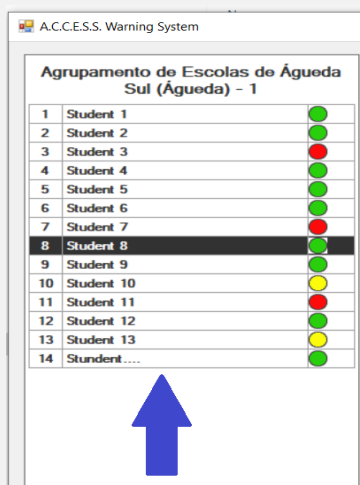 A.C.C.E.S.S. Warning System
Agrupamento de Escolas de Águeda
Sul (Águeda) - 1
1 Student 1
2 Student 2
3 Student 3
4 Student 4
5 Student 5
6 Student 6
7 Student 7
8 Student 8
9 Student 9
10 Student 10
11 Student 11
12 Student 12
13 Student 13
14 Stundent....